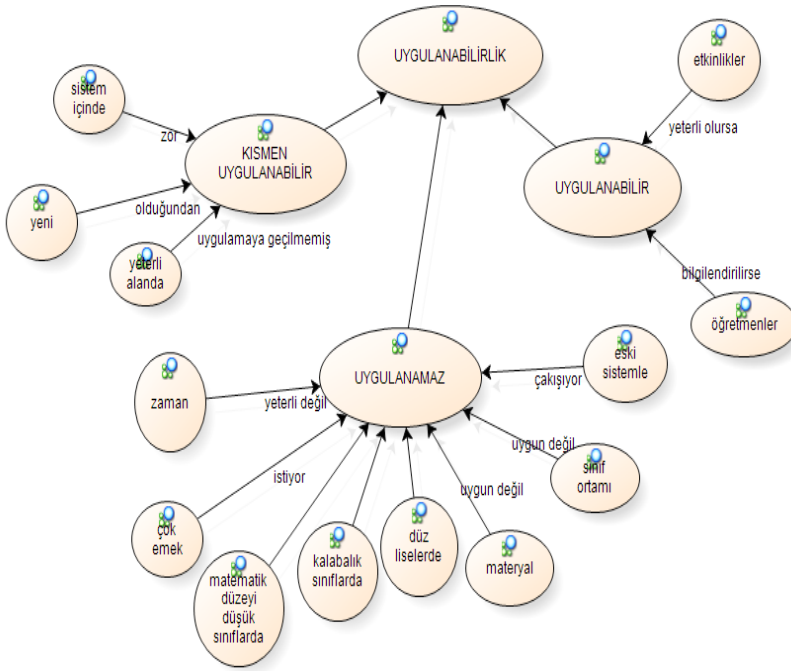 UYGULANABİLİRLİK
etkinlikler
sistem
içinde
zor
yeterli olursa
KISMEN
UYGULANABİLİR
UYGULANABİLİR
yeni
olduğundan
uygulamaya geçilmemiş
yeterli
alanda
bilgilendirilirse
öğretmenler
UYGULANAMAZ
eski
sistemle
zaman
yeterli değil
çakışıyor
istiyor
uygun değil
sınıf
ortamı
çok
emek
uygun değil
düz
liselerde
kalabalık
sınıflarda
materyal
matematik
düzeyi
düşük
sınıflarda